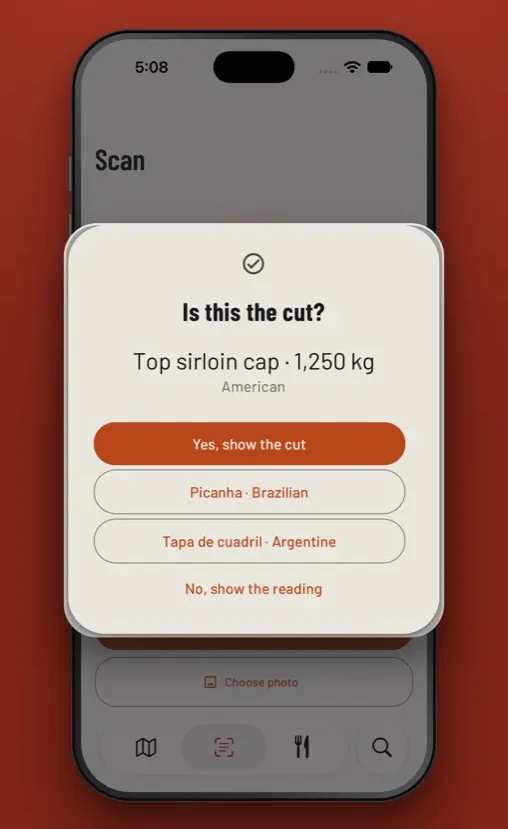 5:08
Scan
Is this the cut?
Top sirloin cap · 1,250 kg
American
Yes, show the cut
Picanha · Brazilian
Tapa de cuadril · Argentine
No, show the reading
Choose photo